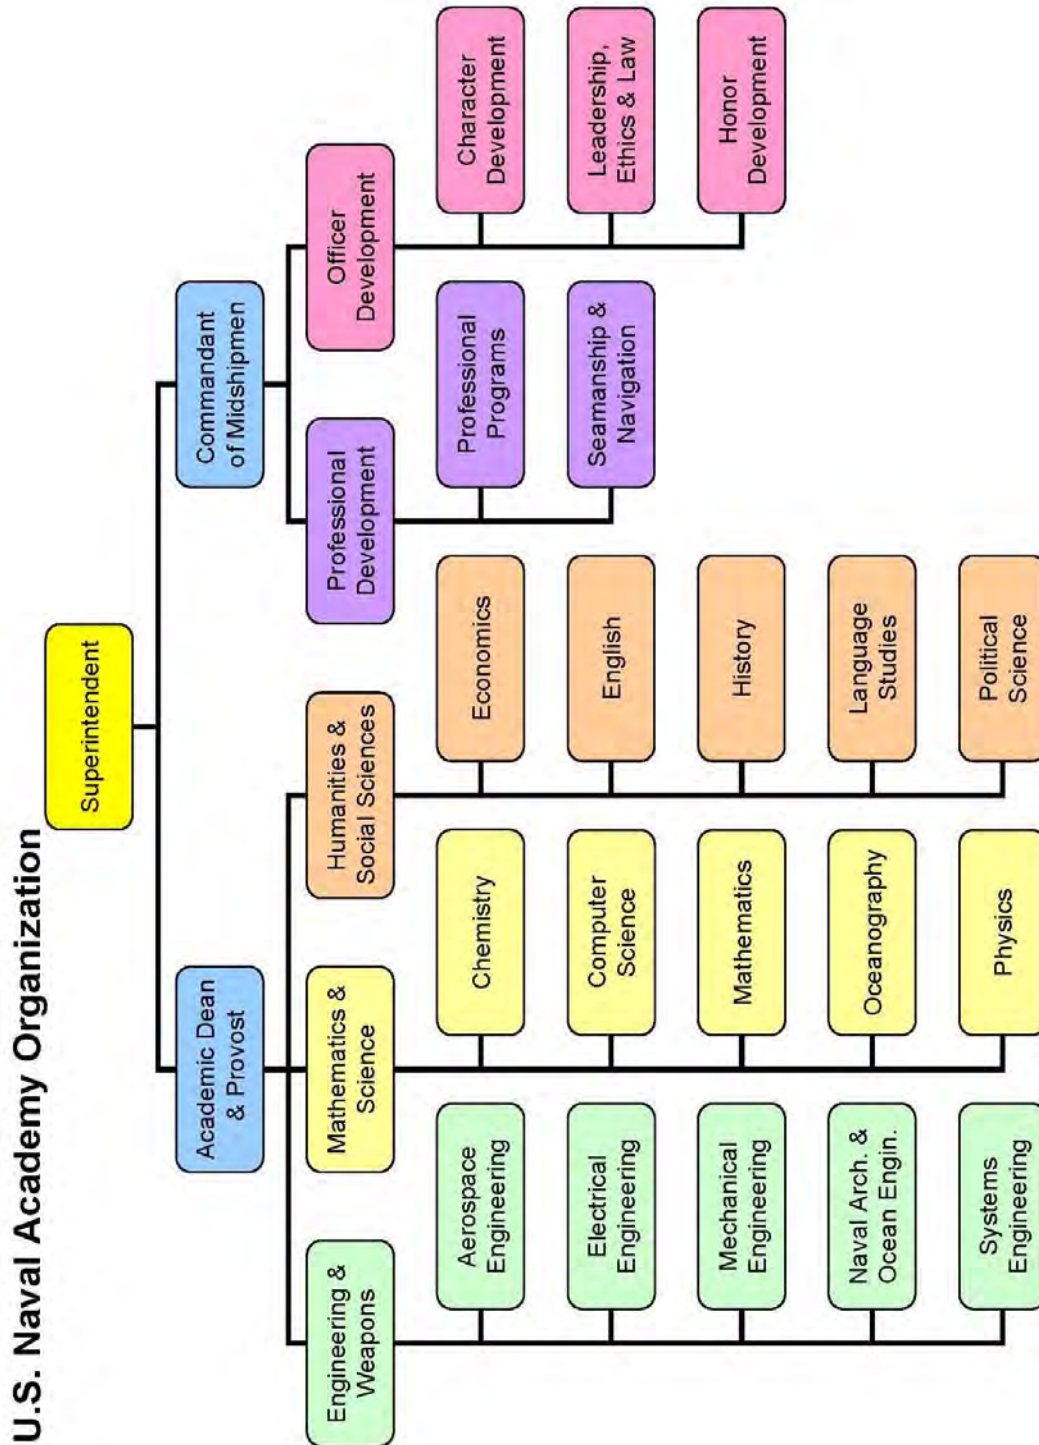 U.S. Naval Academy Organization
Superintendent
Academic Dean
& Provost
Commandant
of Midshipmen
Engineering &
Weapons
Mathematics &
Science
Humanities &
Social Sciences
Professional
Development
Officer
Development
Aerospace
Engineering
Chemistry
Economics
Professional
Programs
Character
Development
Electrical
Engineering
Computer
Science
English
Seamanship &
Navigation
Leadership,
Ethics & Law
Mechanical
Engineering
Mathematics
History
Honor
Development
Naval Arch. &
Ocean Engin.
Oceanography
Language
Studies
Systems
Engineering
Physics
Political
Science